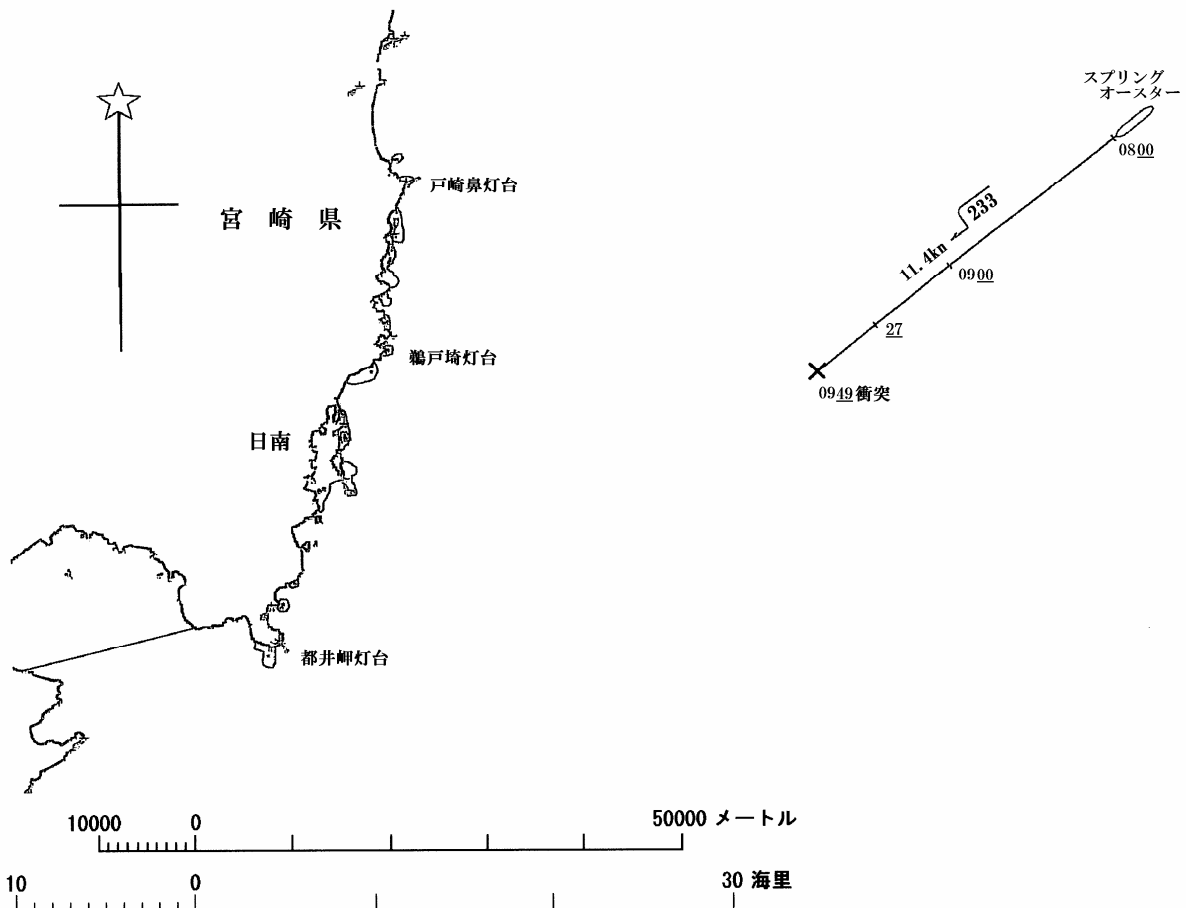 スプリング
オースター
0800
戸崎鼻灯台
宮崎県
233
11.4kn
0900
27
鵜戸埼灯台
0949衝突
日南
都井岬灯台
10000 0 50000 メートル
10 0 30 海里